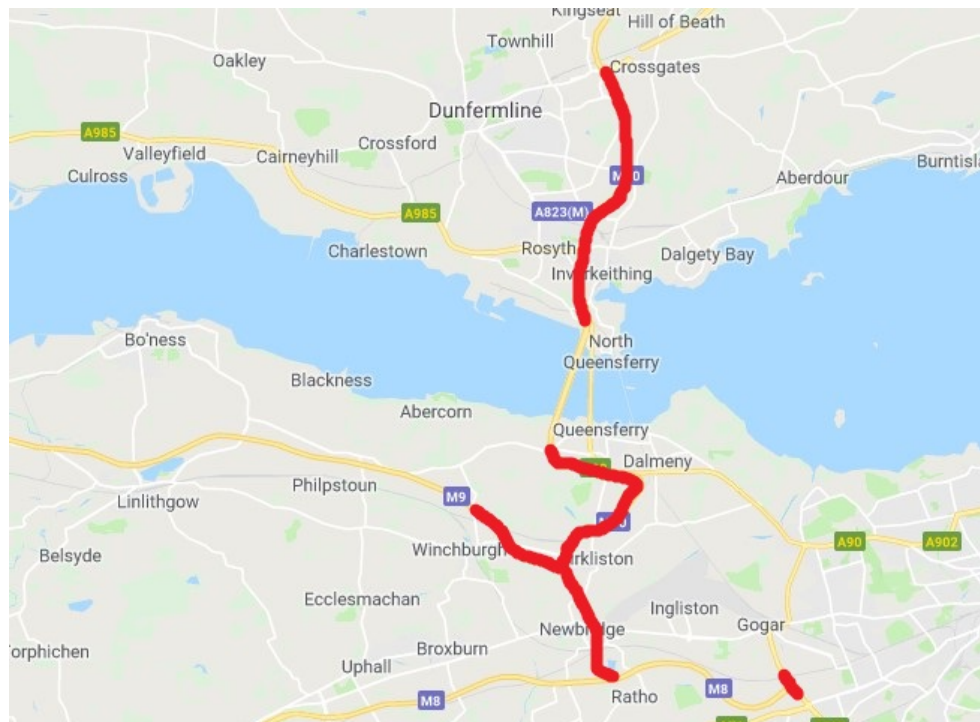 Kingseat
Hill of Beath
Townhill
Oakley
Crossgates
Dunfermline
A985
Crossford
Valleyfield
Cairneyhill
Culross
Aberdour
A823(M)
A985
Rosyth
Charlestown
Dalgety Bay
Inverkeithing
North
Queensferry
Bo'ness
Blackness
Abercorn
Queensferry
Dalmeny
Philpstoun
M9
Linlithgow
Winchburgh
A90
A902
Belsyde
Ecclesmachan
Ingliston
Newbridge
Gogar
Broxburn
Uphall
Ratho
M8
M8